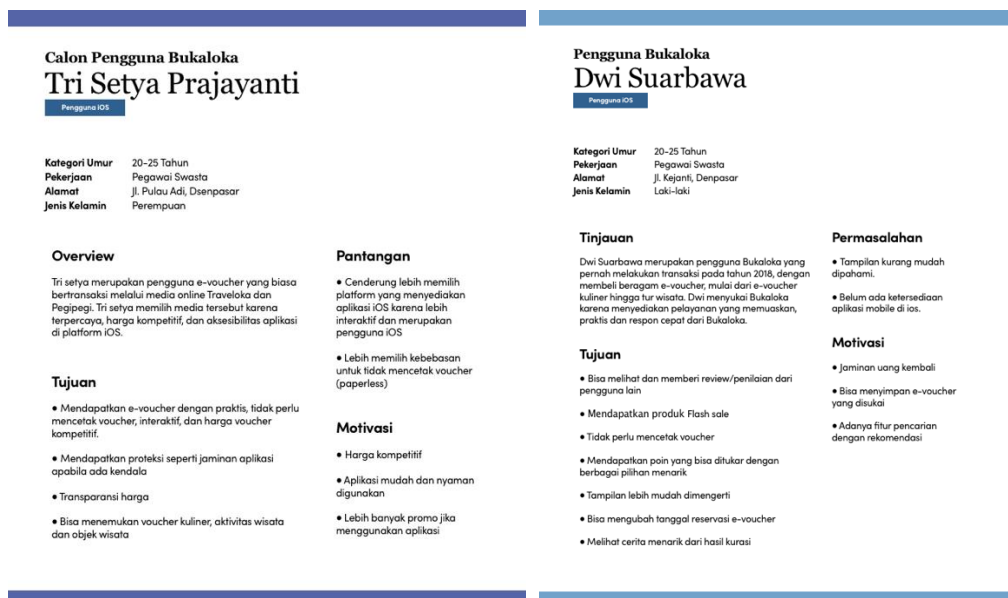 Calon Pengguna Bukaloka
Tri Setya Prajayanti
Pengguna iOS
Kategori Umur 20-25 Tahun
Pekerjaan Pegawai Swasta
Alamat Jl. Pulau Adi, Dsenpasar
Jenis Kelamin Perempuan
Overview
Tri setya merupakan pengguna e-voucher yang biasa
bertransaksi melalui media online Traveloka dan
Pegipegi. Tri setya memilih media tersebut karena
terpercaya, harga kompetitif, dan aksesibilitas aplikasi
di platform iOS.
Tujuan
• Mendapatkan e-voucher dengan praktis, tidak perlu
mencetak voucher, interaktif, dan harga voucher
kompetitif.
• Mendapatkan proteksi seperti jaminan aplikasi
apabila ada kendala
• Transparansi harga
• Bisa menemukan voucher kuliner, aktivitas wisata
dan objek wisata
Pantangan
• Cenderung lebih memilih
platform yang menyediakan
aplikasi iOS karena lebih
interaktif dan merupakan
pengguna iOS
• Lebih memilih kebebasan
untuk tidak mencetak voucher
(paperless)
Motivasi
• Harga kompetitif
• Aplikasi mudah dan nyaman
digunakan
• Lebih banyak promo jika
menggunakan aplikasi
Pengguna Bukaloka
Dwi Suarbawa
Pengguna iOS
Kategori Umur 20-25 Tahun
Pekerjaan Pegawai Swasta
Alamat Jl. Kejanti, Denpasar
Jenis Kelamin Laki-laki
Tinjauan
Dwi Suarbawa merupakan pengguna Bukaloka yang
pernah melakukan transaksi pada tahun 2018, dengan
membeli beragam e-voucher, mulai dari e-voucher
kuliner hingga tur wisata. Dwi menyukai Bukaloka
karena menyediakan pelayanan yang memuaskan,
praktis dan respon cepat dari Bukaloka.
Tujuan
• Bisa melihat dan memberi review/penilaian dari
pengguna lain
• Mendapatkan produk Flash sale
• Tidak perlu mencetak voucher
• Mendapatkan poin yang bisa ditukar dengan
berbagai pilihan menarik
• Tampilan lebih mudah dimengerti
• Bisa mengubah tanggal reservasi e-voucher
• Melihat cerita menarik dari hasil kurasi
Permasalahan
• Tampilan kurang mudah
dipahami.
• Belum ada ketersediaan
aplikasi mobile di ios.
Motivasi
• Jaminan uang kembali
• Bisa menyimpan e-voucher
yang disukai
• Adanya fitur pencarian
dengan rekomendasi